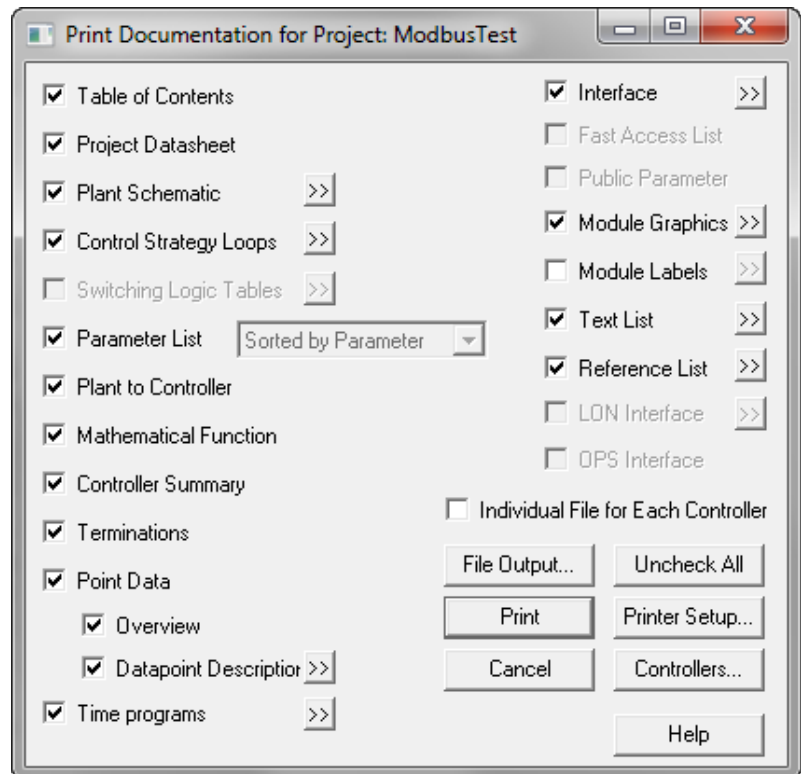 Print Documentation for Project: ModbusTest
Table of Contents
Project Datasheet
Plant Schematic >>
Control Strategy Loops >>
Switching Logic Tables >>
Parameter List Sorted by Parameter
Plant to Controller
Mathematical Function
Controller Summary
Terminations
Point Data
Overview
Datapoint Description >>
Time programs >>
Interface >>
Fast Access List
Public Parameter
Module Graphics >>
Module Labels >>
Text List >>
Reference List >>
LON Interface >>
OPS Interface
Individual File for Each Controller
File Output... Uncheck All
Print Printer Setup...
Cancel Controllers...
Help